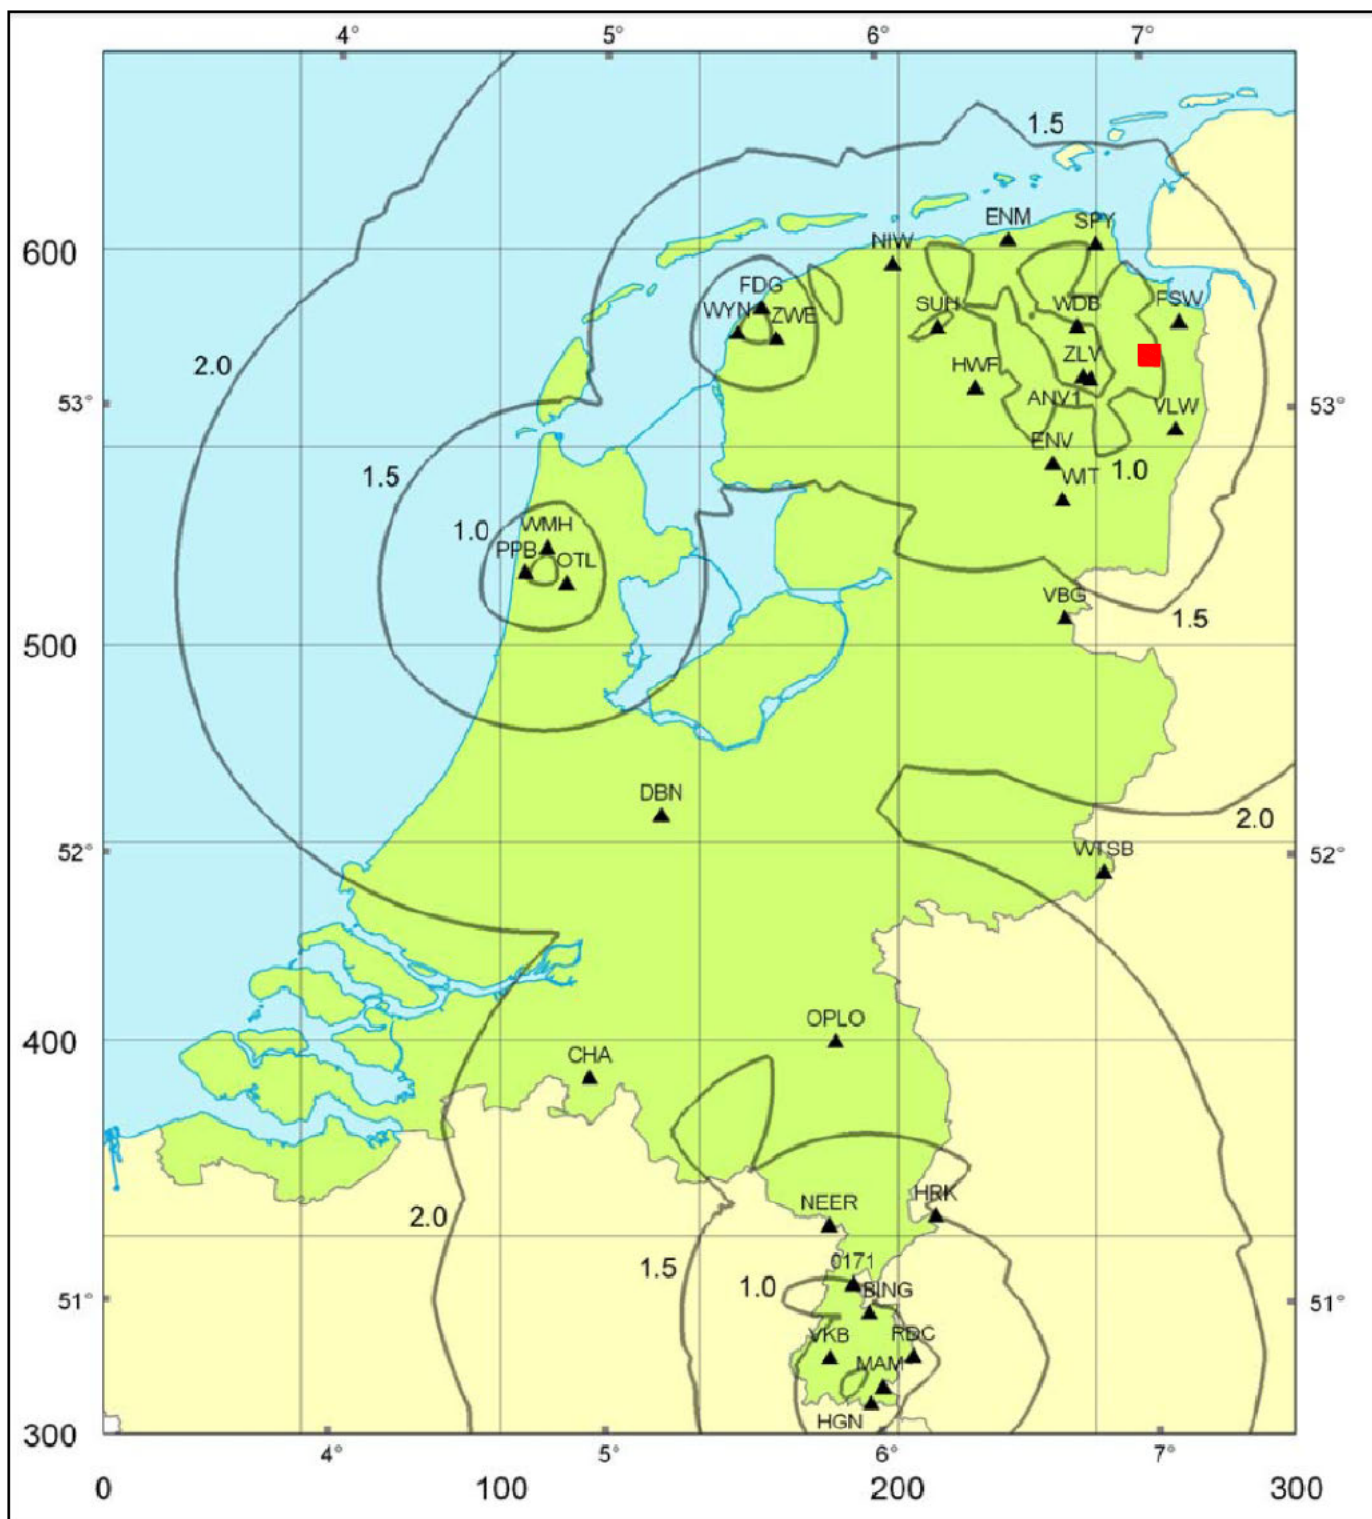 4° 5° 6° 7°
1.5
ENM SPY
600 NIW
FDG FSW
WYN ZWE SUH WDB
2.0 HWF ZLV
53° ANV1 VLW 53°
ENV
1.5 WIT 1.0
1.0 WMH
PPB OTL
VBG
500 1.5
DBN
2.0
52° WTSB 52°
OPLO
400
CHA
2.0 NEER HRK
1.5 1.0 0171
51° BING 51°
VKB RDC
MAM
HGN
300
4° 5° 6° 7°
0 100 200 300